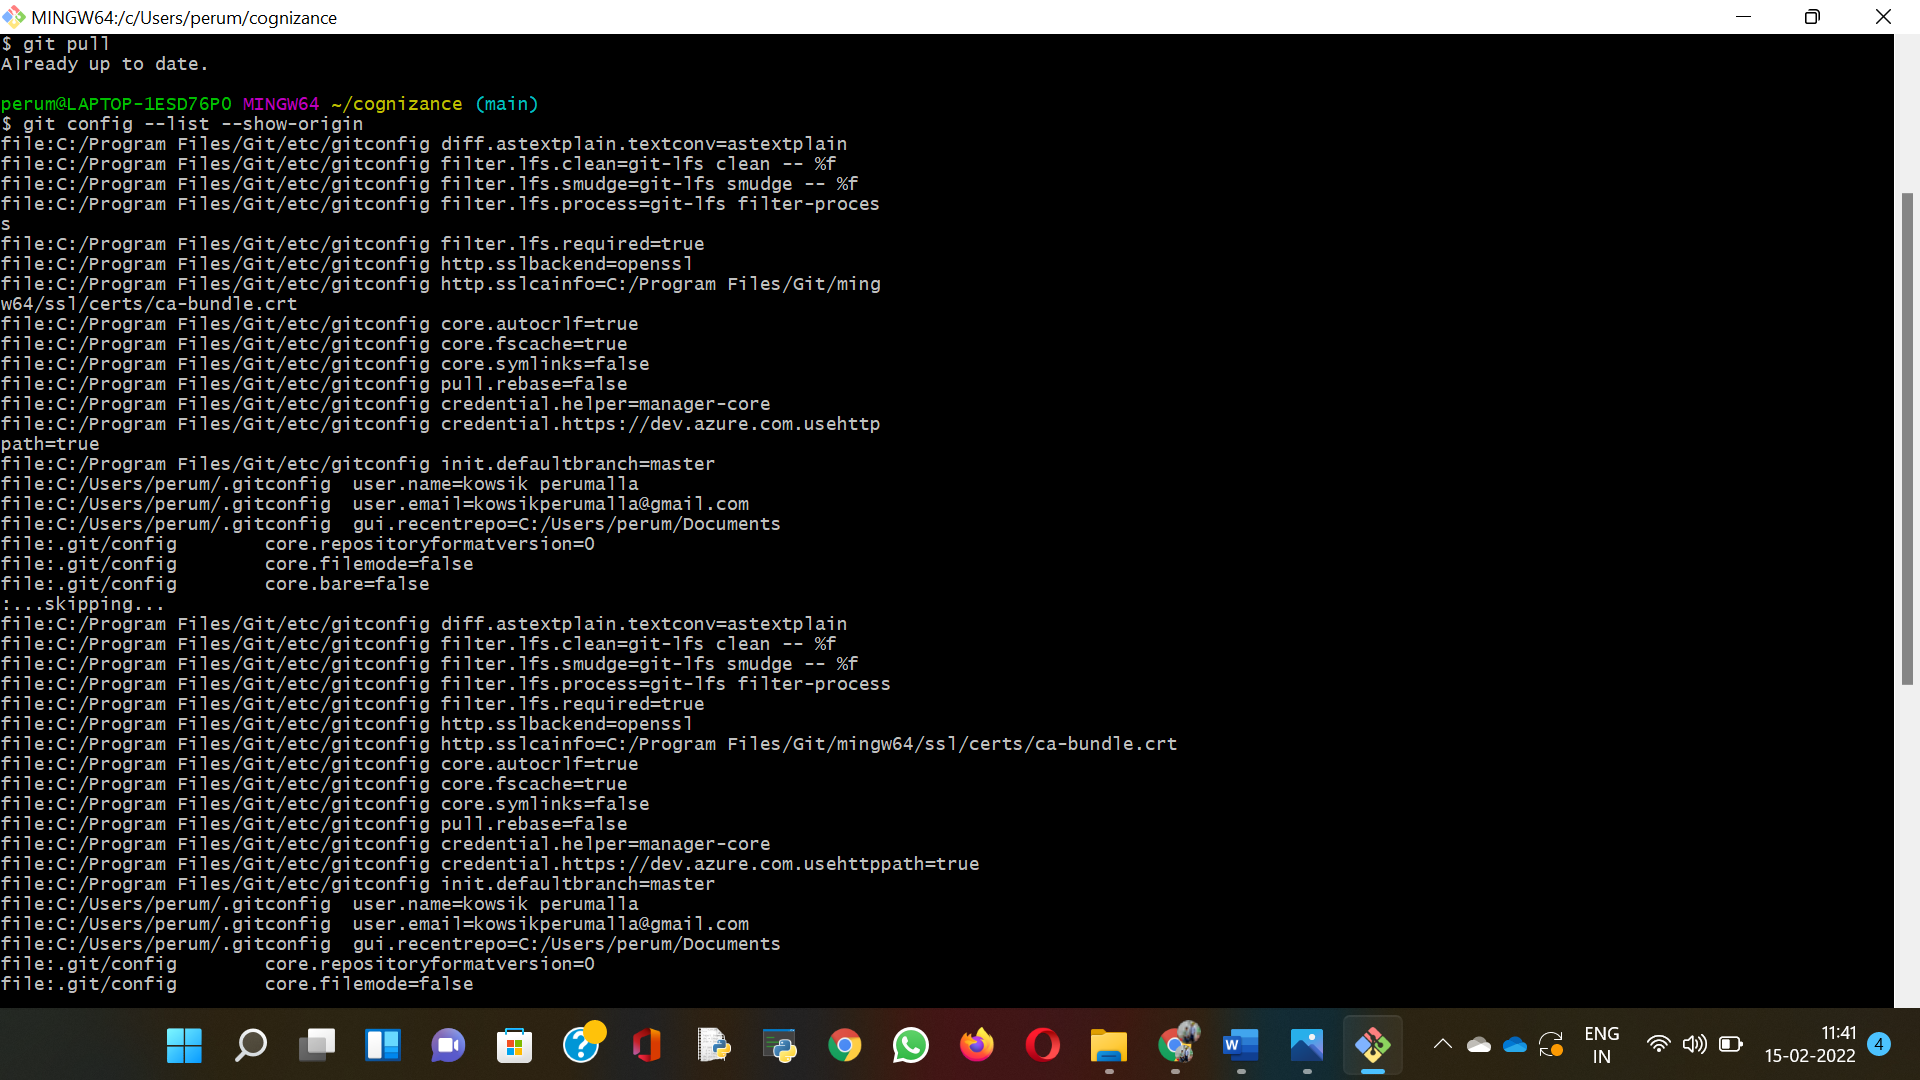 MINGW64:/c/Users/perum/cognizance
$ git pull
Already up to date.
perum@LAPTOP-1ESD76P0 MINGW64 ~/cognizance (main)
$ git config --list --show-origin
file:C:/Program Files/Git/etc/gitconfig diff.astextplain.textconv=astextplain
file:C:/Program Files/Git/etc/gitconfig filter.lfs.clean=git-lfs clean -- %f
file:C:/Program Files/Git/etc/gitconfig filter.lfs.smudge=git-lfs smudge -- %f
file:C:/Program Files/Git/etc/gitconfig filter.lfs.process=git-lfs filter-proces
s
file:C:/Program Files/Git/etc/gitconfig filter.lfs.required=true
file:C:/Program Files/Git/etc/gitconfig http.sslbackend=openssl
file:C:/Program Files/Git/etc/gitconfig http.sslcainfo=C:/Program Files/Git/ming
w64/ssl/certs/ca-bundle.crt
file:C:/Program Files/Git/etc/gitconfig core.autocrlf=true
file:C:/Program Files/Git/etc/gitconfig core.fscache=true
file:C:/Program Files/Git/etc/gitconfig core.symlinks=false
file:C:/Program Files/Git/etc/gitconfig pull.rebase=false
file:C:/Program Files/Git/etc/gitconfig credential.helper=manager-core
file:C:/Program Files/Git/etc/gitconfig credential.https://dev.azure.com.usehttp
path=true
file:C:/Program Files/Git/etc/gitconfig init.defaultbranch=master
file:C:/Users/perum/.gitconfig  user.name=kowsik perumalla
file:C:/Users/perum/.gitconfig  user.email=kowsikperumalla@gmail.com
file:C:/Users/perum/.gitconfig  gui.recentrepo=C:/Users/perum/Documents
file:.git/config        core.repositoryformatversion=0
file:.git/config        core.filemode=false
file:.git/config        core.bare=false
:...skipping...
file:C:/Program Files/Git/etc/gitconfig diff.astextplain.textconv=astextplain
file:C:/Program Files/Git/etc/gitconfig filter.lfs.clean=git-lfs clean -- %f
file:C:/Program Files/Git/etc/gitconfig filter.lfs.smudge=git-lfs smudge -- %f
file:C:/Program Files/Git/etc/gitconfig filter.lfs.process=git-lfs filter-process
file:C:/Program Files/Git/etc/gitconfig filter.lfs.required=true
file:C:/Program Files/Git/etc/gitconfig http.sslbackend=openssl
file:C:/Program Files/Git/etc/gitconfig http.sslcainfo=C:/Program Files/Git/mingw64/ssl/certs/ca-bundle.crt
file:C:/Program Files/Git/etc/gitconfig core.autocrlf=true
file:C:/Program Files/Git/etc/gitconfig core.fscache=true
file:C:/Program Files/Git/etc/gitconfig core.symlinks=false
file:C:/Program Files/Git/etc/gitconfig pull.rebase=false
file:C:/Program Files/Git/etc/gitconfig credential.helper=manager-core
file:C:/Program Files/Git/etc/gitconfig credential.https://dev.azure.com.usehttppath=true
file:C:/Program Files/Git/etc/gitconfig init.defaultbranch=master
file:C:/Users/perum/.gitconfig  user.name=kowsik perumalla
file:C:/Users/perum/.gitconfig  user.email=kowsikperumalla@gmail.com
file:C:/Users/perum/.gitconfig  gui.recentrepo=C:/Users/perum/Documents
file:.git/config        core.repositoryformatversion=0
file:.git/config        core.filemode=false
ENG
IN
11:41
15-02-2022
4